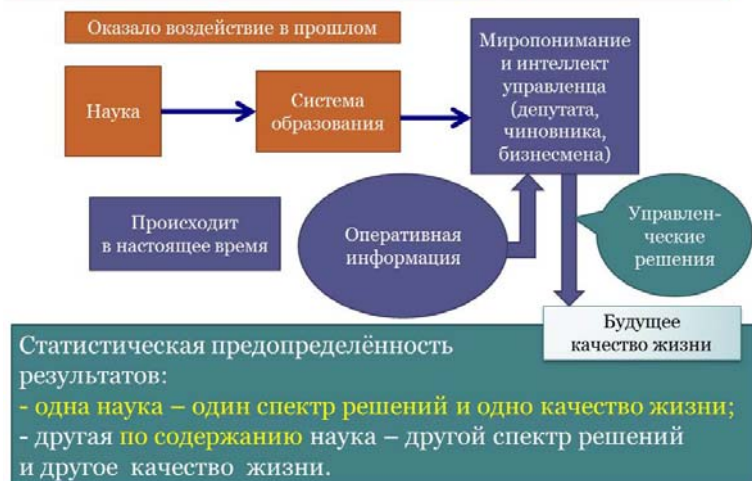 Оказало воздействие в прошлом
Наука
Система
образования
Миропонимание
и интеллект
управленца
(депутата,
чиновника,
бизнесмена)
Происходит
в настоящее время
Оперативная
информация
Управлен-
ческие
решения
Будущее
качество жизни
Статистическая предопределённость
результатов:
- одна наука – один спектр решений и одно качество жизни;
- другая по содержанию наука – другой спектр решений
и другое качество жизни.